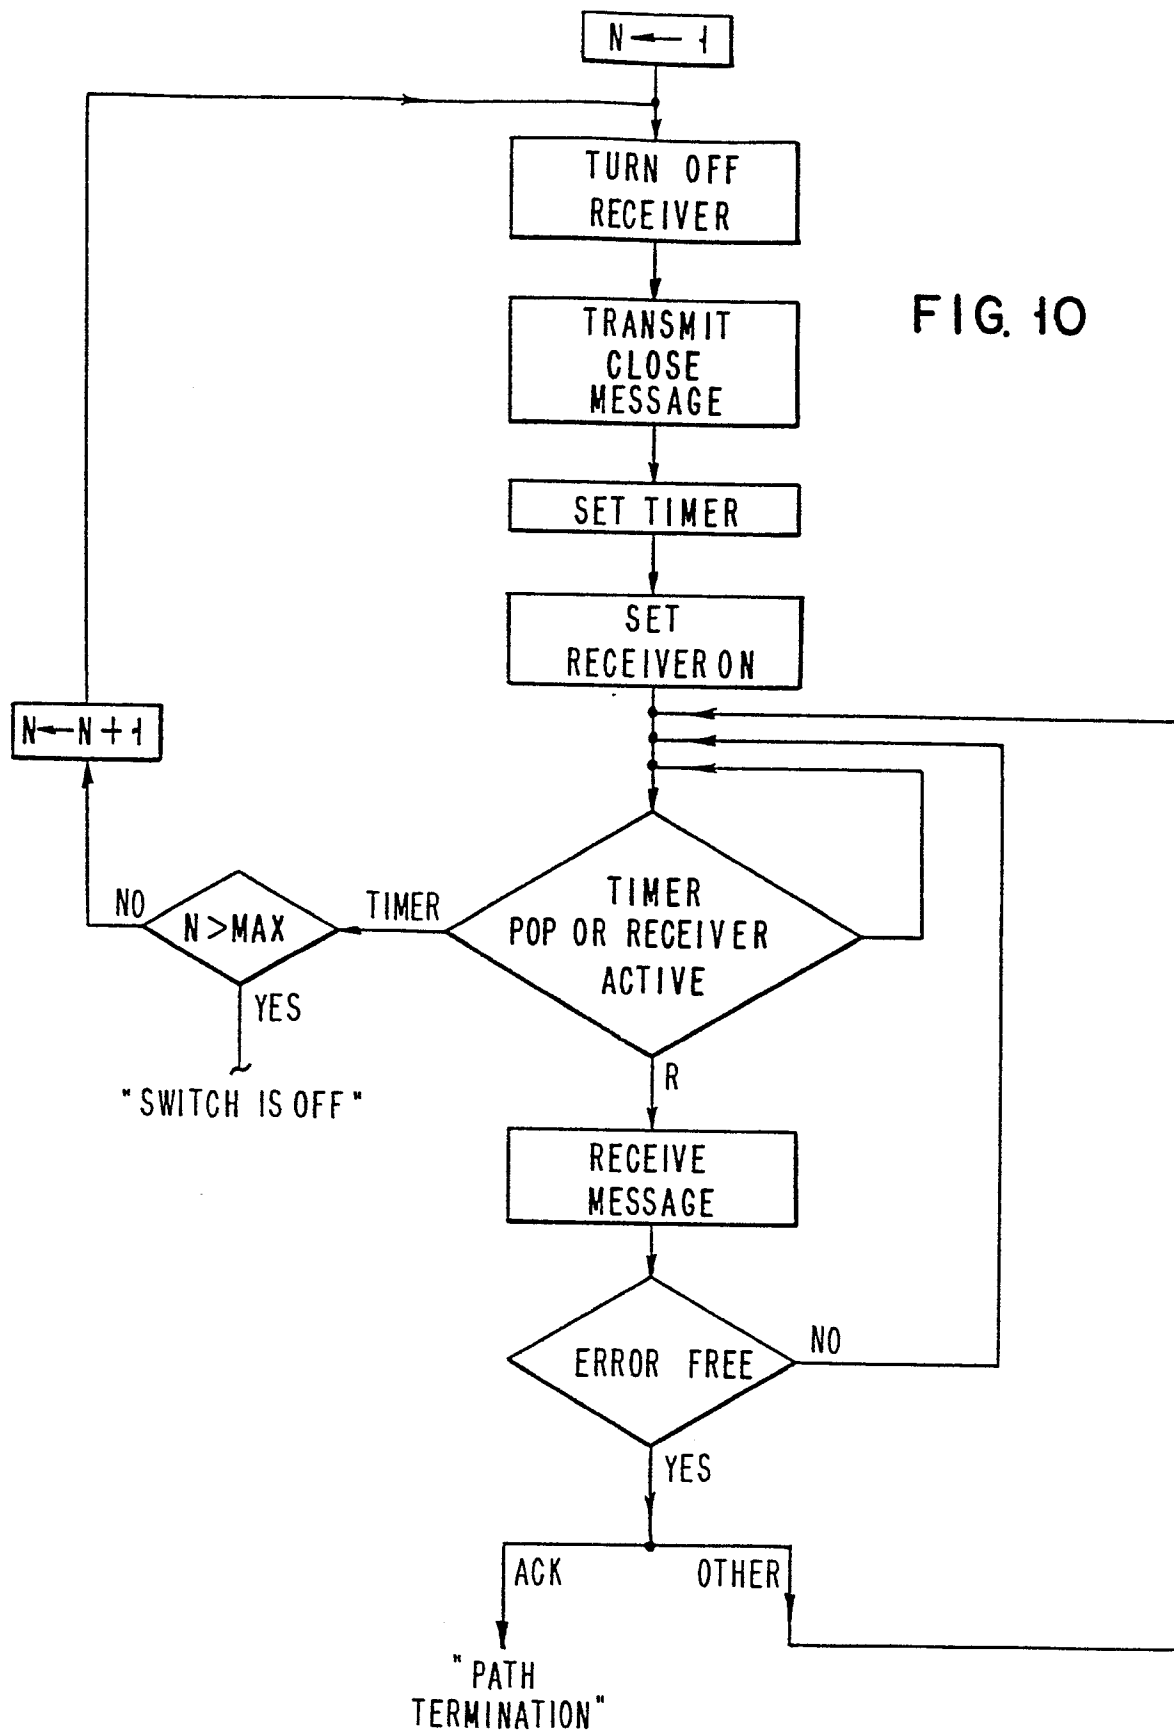 N ← 1
TURN OFF
RECEIVER
FIG. 10
TRANSMIT
CLOSE
MESSAGE
SET TIMER
SET
RECEIVER ON
N ← N + 1
TIMER
POP OR RECEIVER
ACTIVE
TIMER
N > MAX
NO
YES
"SWITCH IS OFF"
R
RECEIVE
MESSAGE
ERROR FREE
NO
YES
ACK
OTHER
"PATH
TERMINATION"